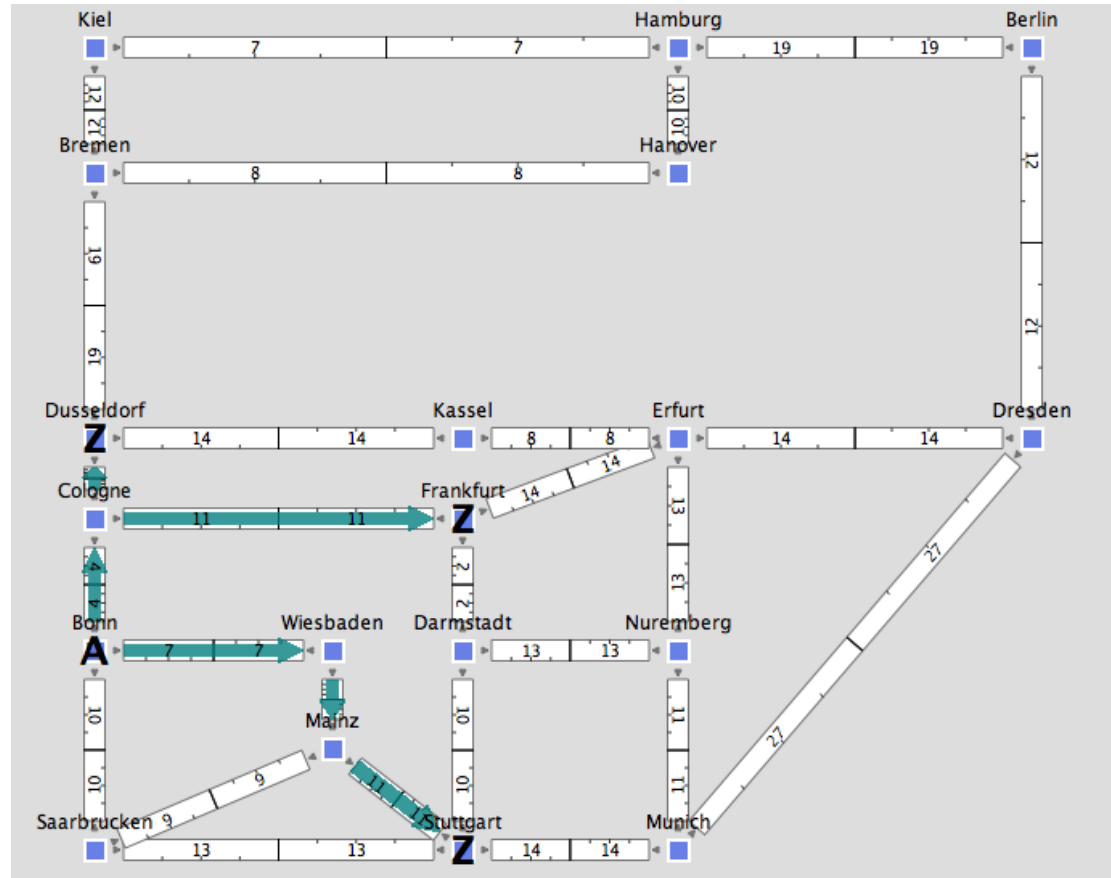 Kiel Hamburg Berlin
7 7 19 19
12 10
12 10 12
Bremen Hanover
8 8
19
12
19
Dusseldorf Kassel Erfurt Dresden
Z 14 14 8 8 14 14
14
14
Cologne Frankfurt
11 11 Z 13
27
4 2
13
4 2
Bonn Wiesbaden Darmstadt Nuremberg
A 7 7 13 13
10 10 11
Mainz
27
9 11
10 10 11
9
Saarbrucken Stuttgart Munich
13 13 Z 14 14